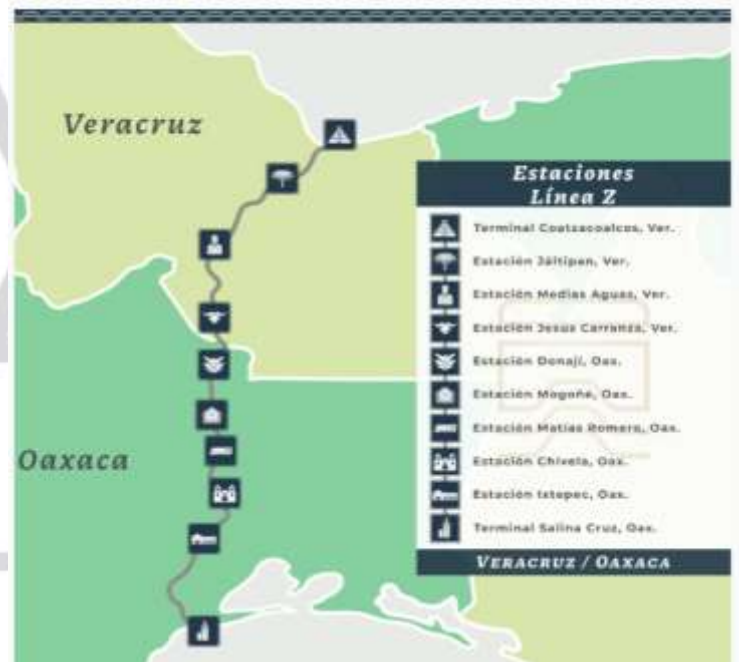 Veracruz
Oaxaca
Estaciones
Línea Z
Terminal Coatzacoalcos, Ver.
Estación Jáltipan, Ver.
Estación Medias Aguas, Ver.
Estación Jesús Carranza, Ver.
Estación Donají, Oax.
Estación Mogoñé, Oax.
Estación Matías Romero, Oax.
Estación Chivela, Oax.
Estación Ixtepec, Oax.
Terminal Salina Cruz, Oax.
VERACRUZ / OAXACA